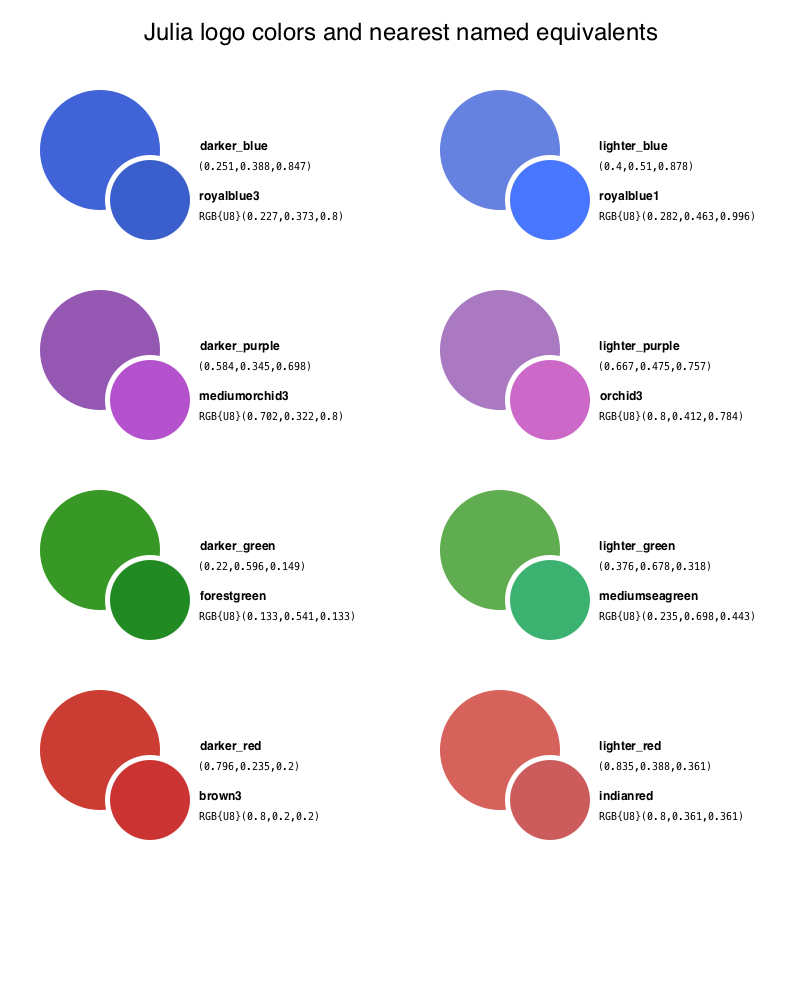 Julia logo colors and nearest named equivalents
darker_blue
(0.251,0.388,0.847)
royalblue3
RGB{U8}(0.227,0.373,0.8)
lighter_blue
(0.4,0.51,0.878)
royalblue1
RGB{U8}(0.282,0.463,0.996)
darker_purple
(0.584,0.345,0.698)
mediumorchid3
RGB{U8}(0.702,0.322,0.8)
lighter_purple
(0.667,0.475,0.757)
orchid3
RGB{U8}(0.8,0.412,0.784)
darker_green
(0.22,0.596,0.149)
forestgreen
RGB{U8}(0.133,0.541,0.133)
lighter_green
(0.376,0.678,0.318)
mediumseagreen
RGB{U8}(0.235,0.698,0.443)
darker_red
(0.796,0.235,0.2)
brown3
RGB{U8}(0.8,0.2,0.2)
lighter_red
(0.835,0.388,0.361)
indianred
RGB{U8}(0.8,0.361,0.361)